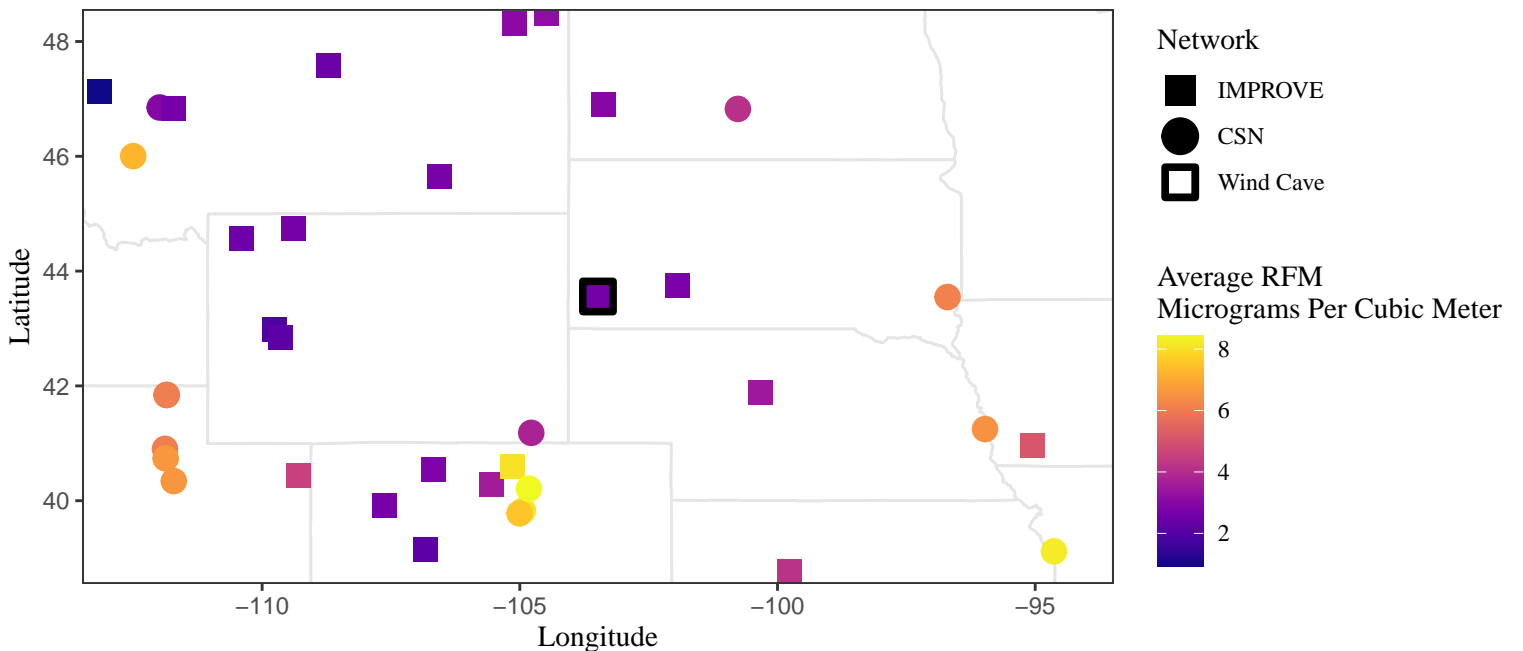 48
46
44
42
40
Latitude
−110
−105
−100
−95
Longitude
Network
IMPROVE
CSN
Wind Cave
Average RFM
Micrograms Per Cubic Meter
8
6
4
2